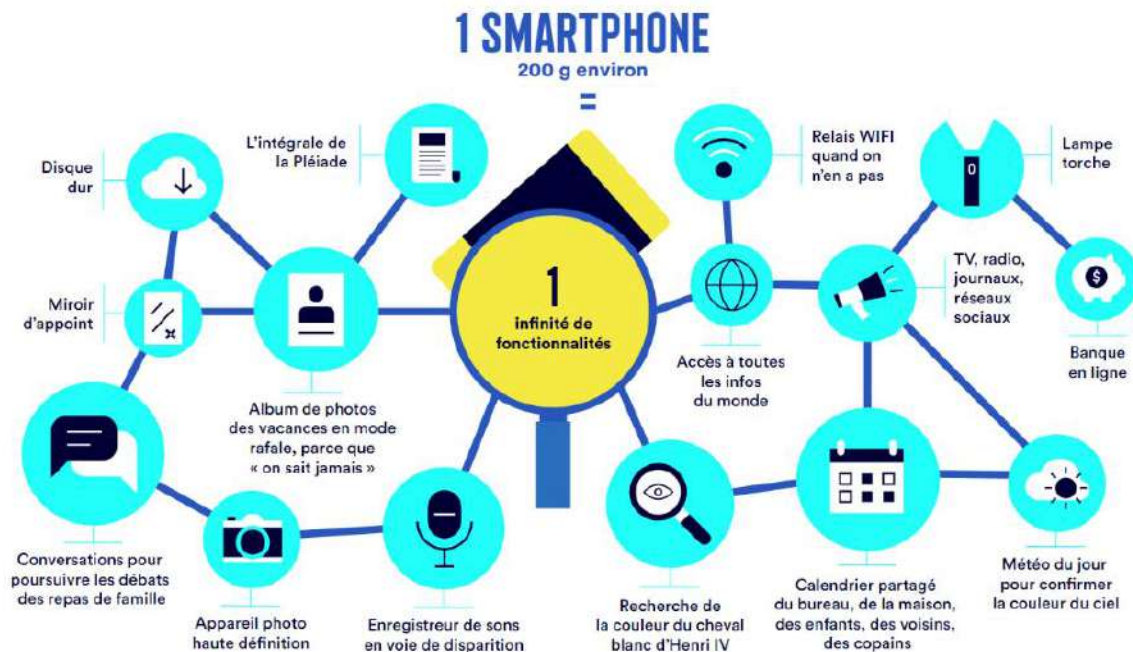 1 SMARTPHONE
200 g environ
=
Disque
dur
L'intégrale de
la Pléiade
Relais WIFI
quand on
n'en a pas
0
Lampe
torche
Miroir
d'appoint
1
infinité de
fonctionnalités
TV, radio,
journaux,
réseaux
sociaux
$
Album de photos
des vacances en mode
rafale, parce que
« on sait jamais »
Accès à toutes
les infos
du monde
Banque
en ligne
Conversations pour
poursuivre les débats
des repas de famille
Appareil photo
haute définition
Enregistreur de sons
en voie de disparition
Recherche de
la couleur du cheval
blanc d'Henri IV
Calendrier partagé
du bureau, de la maison,
des enfants, des voisins,
des copains
Météo du jour
pour confirmer
la couleur du ciel